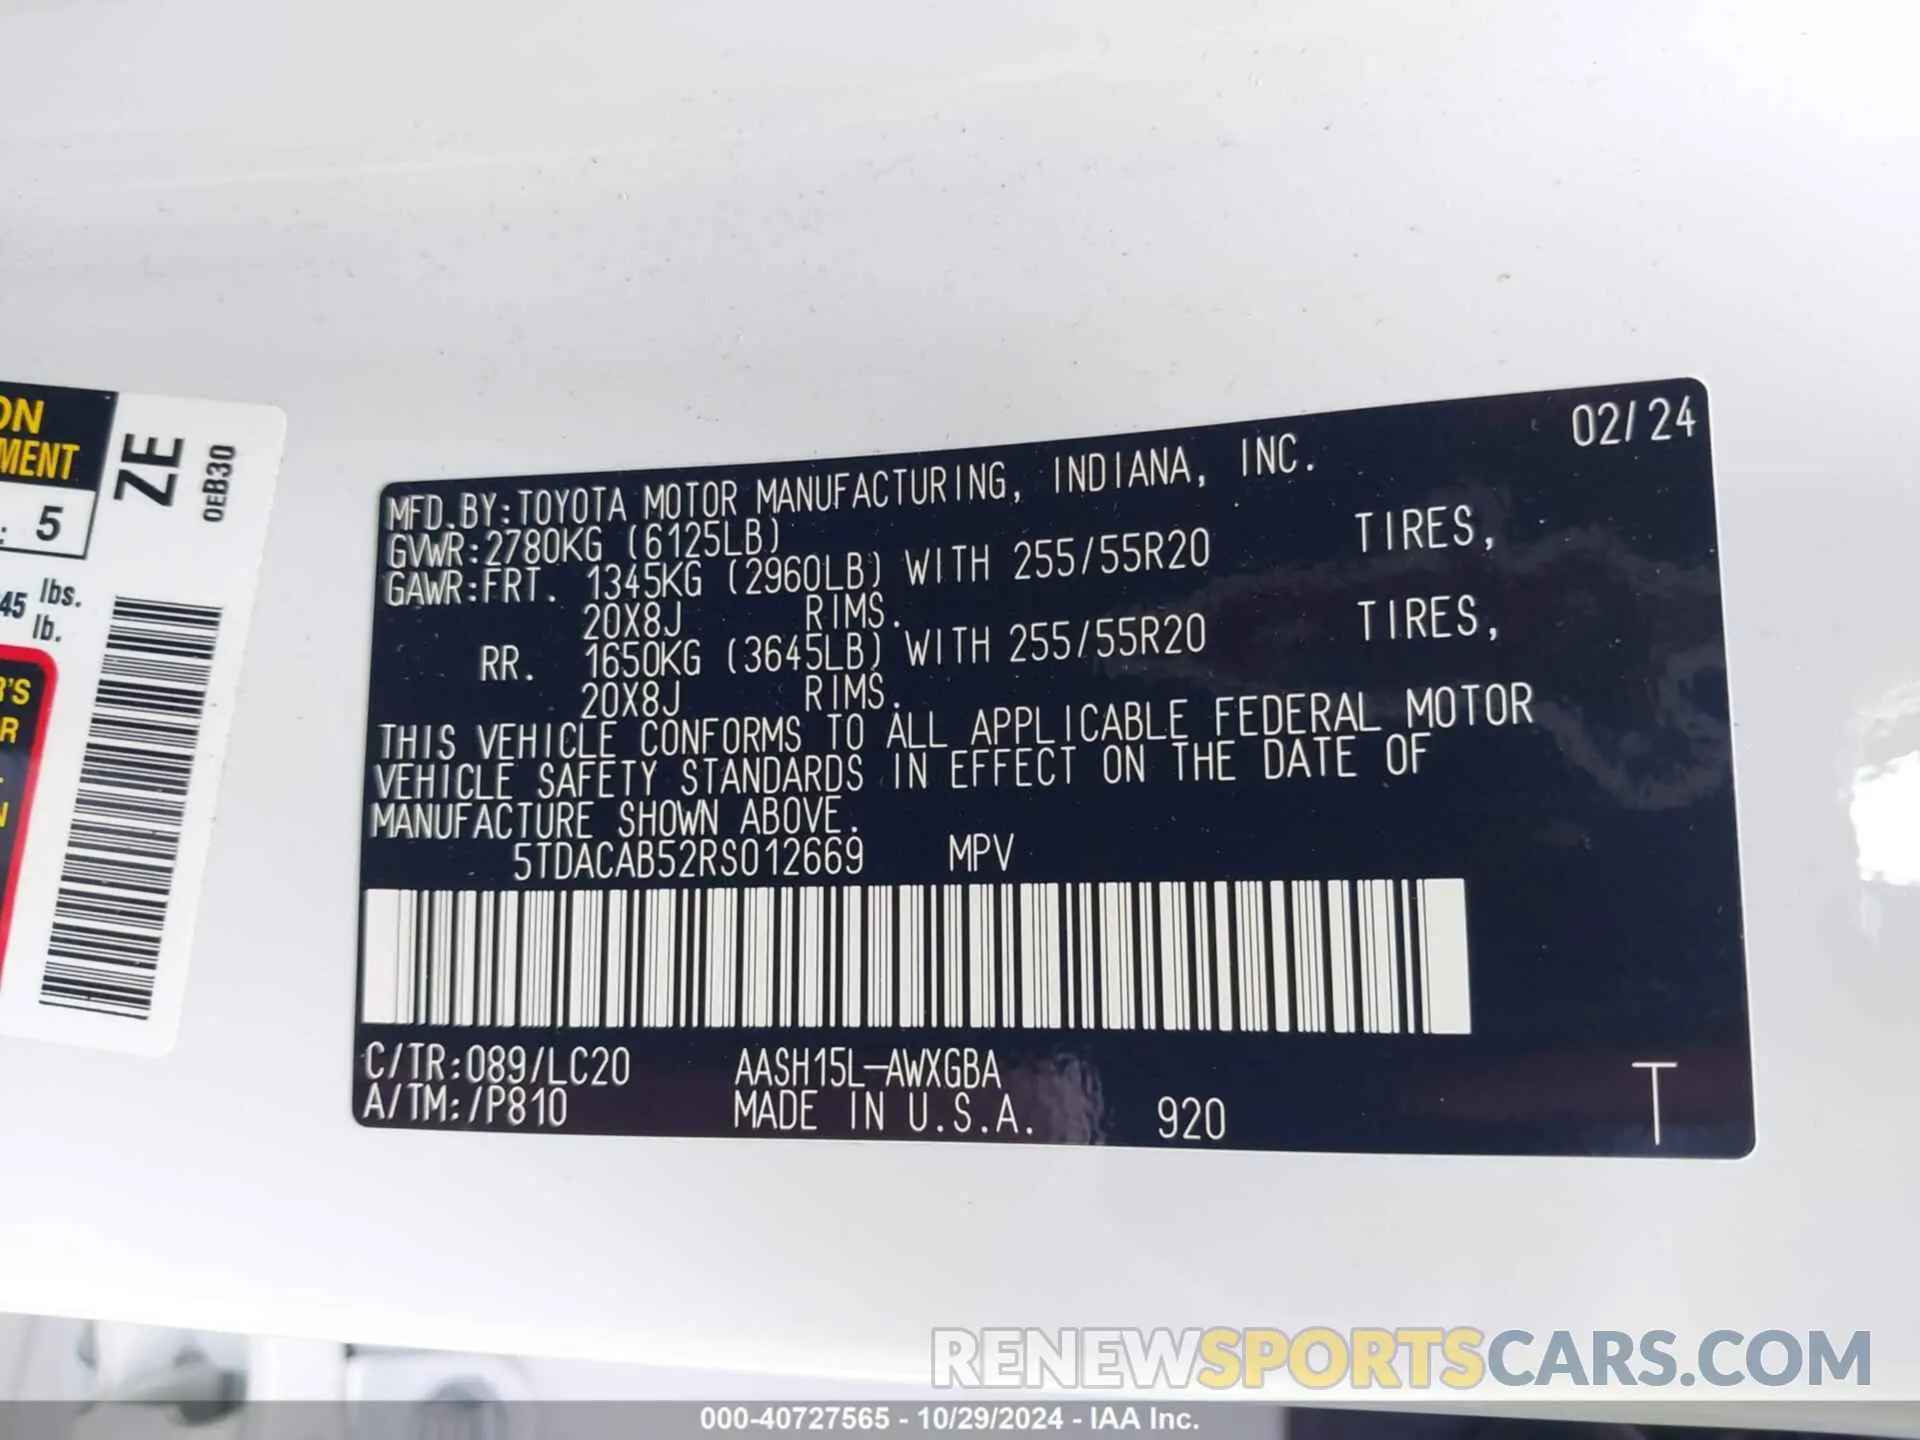 ON
MENT
: 5
ZE
0EB30
45 lbs.
lb.
R'S
R
N
MFD.BY:TOYOTA MOTOR MANUFACTURING, INDIANA, INC. 02/24
GVWR:2780KG (6125LB)
GAWR:FRT. 1345KG (2960LB) WITH 255/55R20 TIRES,
20X8J RIMS.
RR. 1650KG (3645LB) WITH 255/55R20 TIRES,
20X8J RIMS.
THIS VEHICLE CONFORMS TO ALL APPLICABLE FEDERAL MOTOR
VEHICLE SAFETY STANDARDS IN EFFECT ON THE DATE OF
MANUFACTURE SHOWN ABOVE.
5TDACAB52RS012669 MPV
C/TR:089/LC20 AASH15L-AWXGBA
A/TM:/P810 MADE IN U.S.A. 920 T
RENEWSPORTSCARS.COM
000-40727565 - 10/29/2024 - IAA Inc.